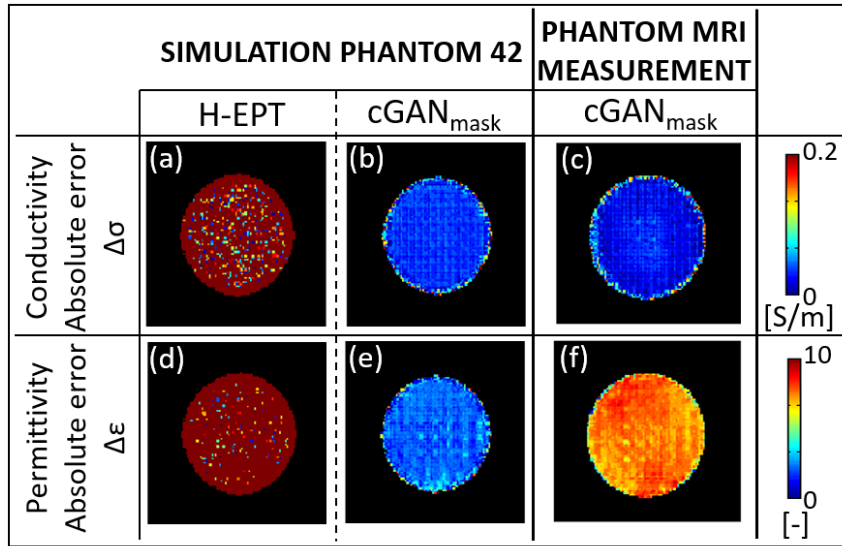 SIMULATION PHANTOM 42
PHANTOM MRI
MEASUREMENT
H-EPT
cGANmask
cGANmask
Conductivity
Absolute error
Δσ
(a)
(b)
(c)
0.2
0
[S/m]
Permittivity
Absolute error
Δε
(d)
(e)
(f)
10
0
[-]